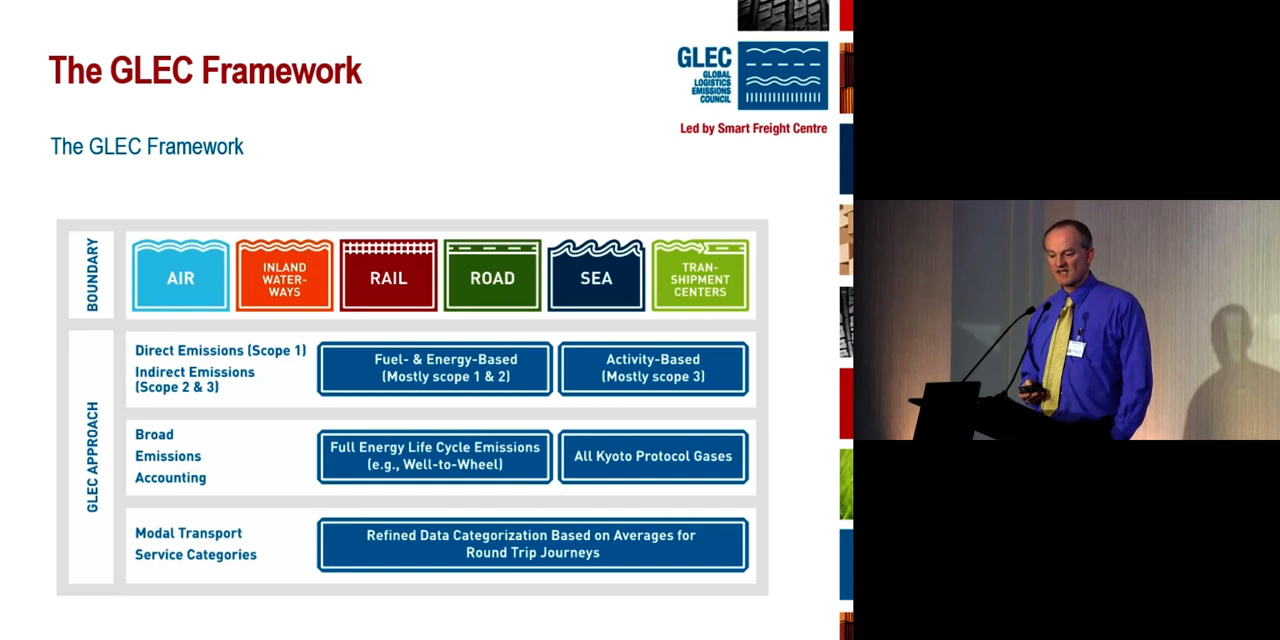 The GLEC Framework
GLEC
GLOBAL
LOGISTICS
EMISSIONS
COUNCIL
Led by Smart Freight Centre
The GLEC Framework
BOUNDARY
AIR
INLAND
WATER-
WAYS
RAIL
ROAD
SEA
TRAN-
SHIPMENT
CENTERS
GLEC APPROACH
Direct Emissions (Scope 1)
Indirect Emissions
(Scope 2 & 3)
Fuel- & Energy-Based
(Mostly scope 1 & 2)
Activity-Based
(Mostly scope 3)
Broad
Emissions
Accounting
Full Energy Life Cycle Emissions
(e.g., Well-to-Wheel)
All Kyoto Protocol Gases
Modal Transport
Service Categories
Refined Data Categorization Based on Averages for
Round Trip Journeys